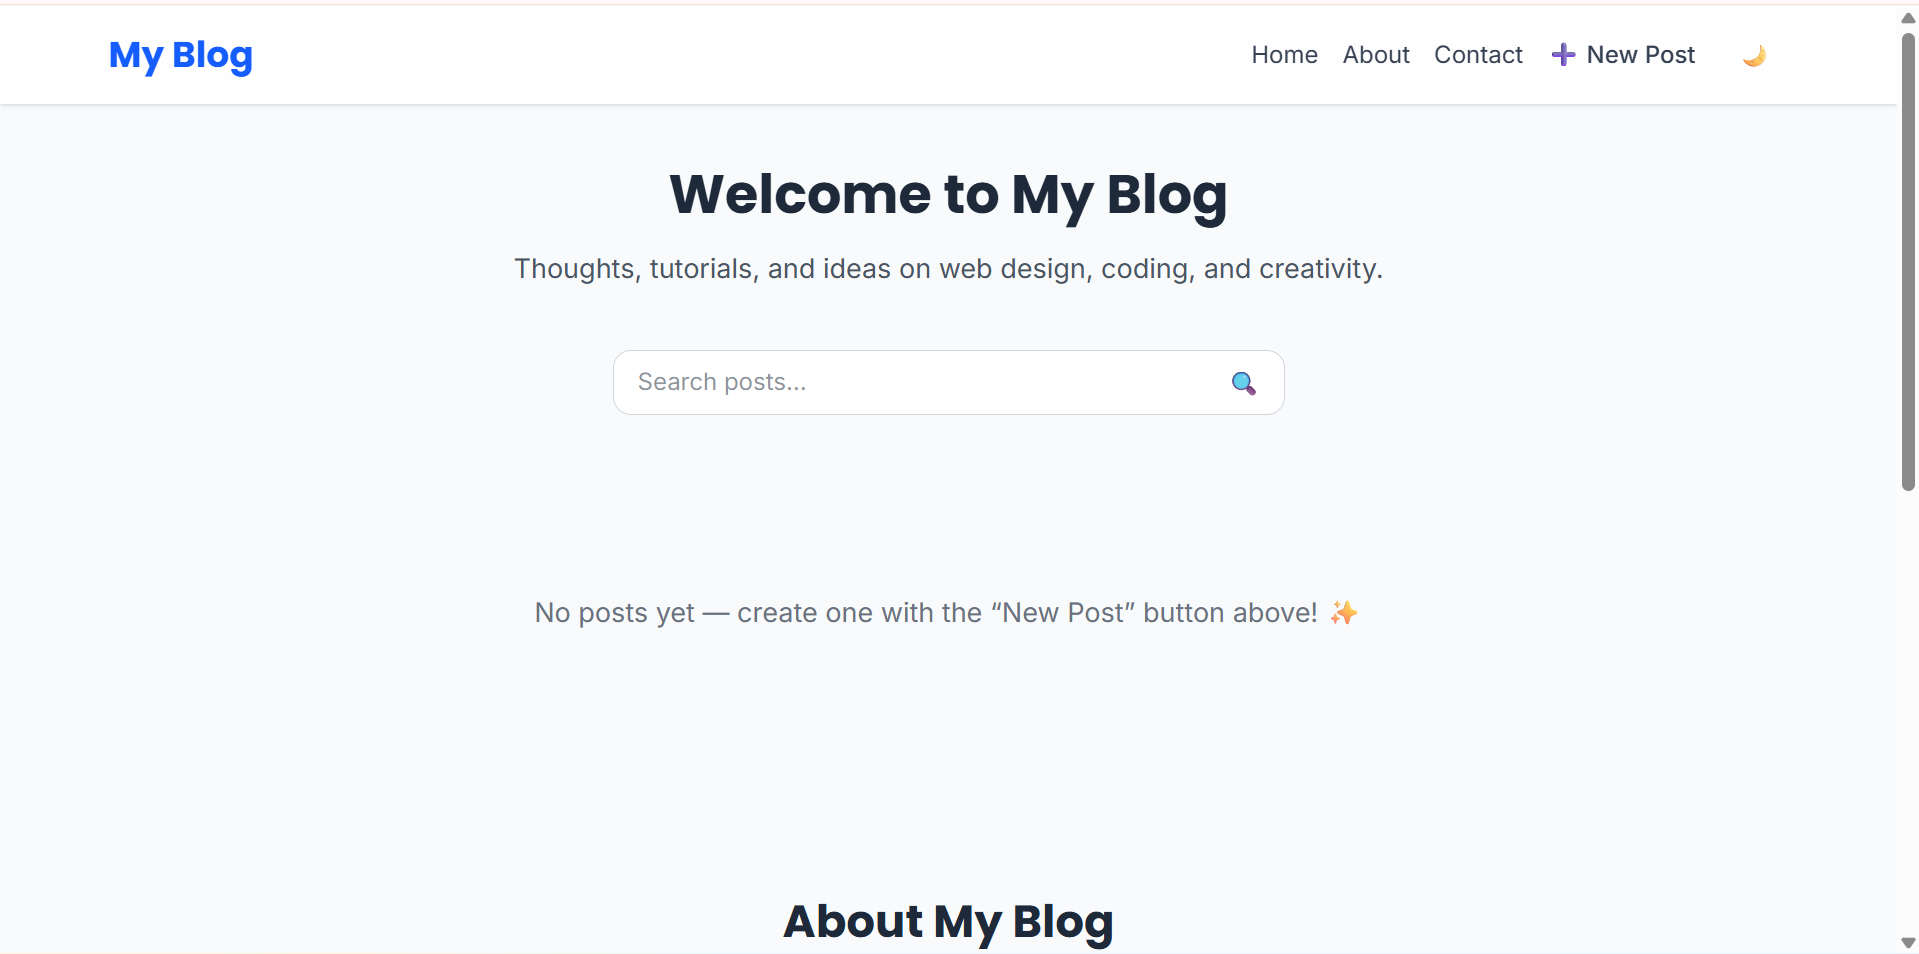 My Blog
Home About Contact ➕ New Post 🌙
Welcome to My Blog
Thoughts, tutorials, and ideas on web design, coding, and creativity.
Search posts... 🔍
No posts yet — create one with the “New Post” button above! ✨
About My Blog